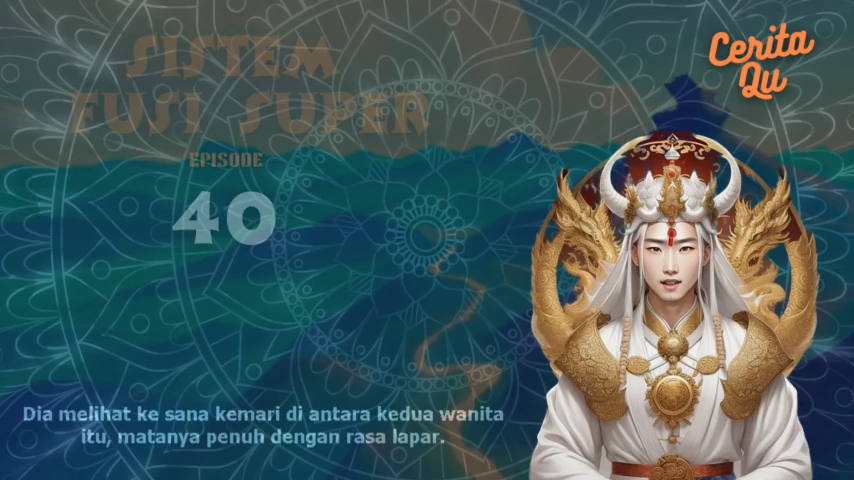 SISTEM
FUSI SUPER
EPISODE
40
Cerita
Qu
Dia melihat ke sana kemari di antara kedua wanita
itu, matanya penuh dengan rasa lapar.